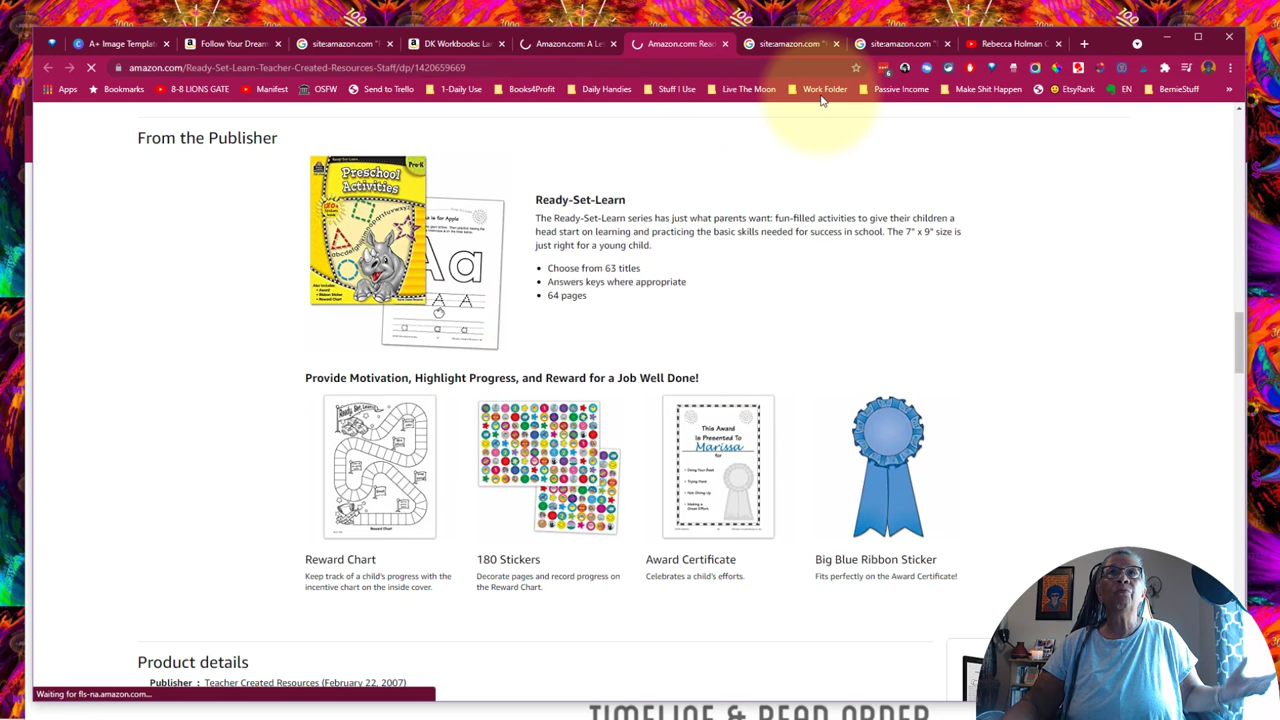 A+ Image Templat
Follow Your Dream
site:amazon.com "
DK Workbooks: La
Amazon.com: A Le
Amazon.com: Rea
site:amazon.com "
site:amazon.com "
Rebecca Holman C
amazon.com/Ready-Set-Learn-Teacher-Created-Resources-Staff/dp/1420659669
Apps Bookmarks 8-8 LIONS GATE Manifest OSFW Send to Trello 1-Daily Use Books4Profit Daily Handies Stuff I Use Live The Moon Work Folder Passive Income Make Shit Happen EtsyRank EN BernieStuff
From the Publisher
Pre-K
Preschool
Activities
Aa
Ready-Set-Learn
The Ready-Set-Learn series has just what parents want: fun-filled activities to give their children a
head start on learning and practicing the basic skills needed for success in school. The 7" x 9" size is
just right for a young child.
Choose from 63 titles
Answers keys where appropriate
64 pages
Provide Motivation, Highlight Progress, and Reward for a Job Well Done!
Reward Chart
This Award
Is Presented To
Marissa
for
Reward Chart
Keep track of a child's progress with the
incentive chart on the inside cover.
180 Stickers
Decorate pages and record progress on
the Reward Chart.
Award Certificate
Celebrates a child's efforts.
Big Blue Ribbon Sticker
Fits perfectly on the Award Certificate!
Product details
Publisher : Teacher Created Resources (February 22, 2007)
Waiting for fls-na.amazon.com...
TIMELINE & READ ORDER